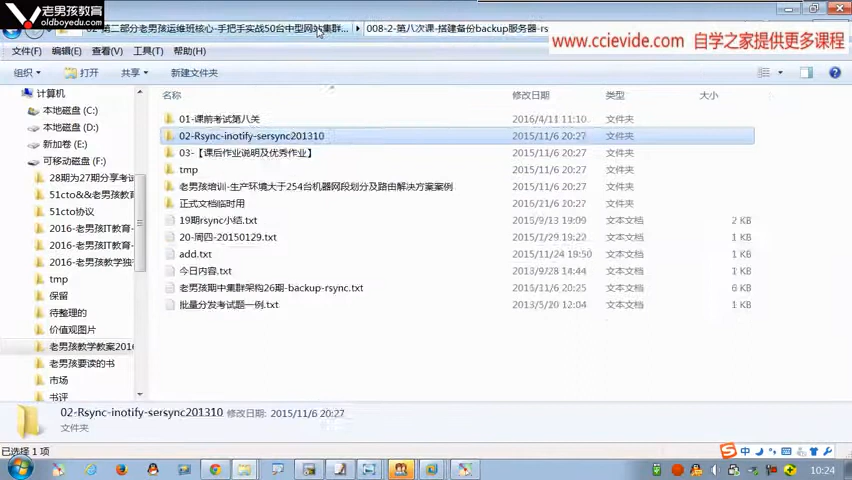 老男孩教育
oldboyedu.com
02-第二部分老男孩运维班核心-手把手实战50台中型网站集群... 008-2-第八次课-搭建备份backup服务器-rs
www.ccievide.com 自学之家提供更多课程
文件(F) 编辑(E) 查看(V) 工具(T) 帮助(H)
组织 打开 共享 新建文件夹
计算机
本地磁盘 (C:)
本地磁盘 (D:)
新加卷 (E:)
可移动磁盘 (F:)
28期为27期分享考试
51cto&&老男孩教育
51cto协议
2016-老男孩IT教育-
2016-老男孩IT教育-
2016-老男孩教学独
tmp
保留
待整理的
价值观图片
老男孩教学教案2016
老男孩要读的书
市场
书评
名称 修改日期 类型 大小
01-课前考试第八关 2016/4/11 11:10 文件夹
02-Rsync-inotify-sersync201310 2015/11/6 20:27 文件夹
03-【课后作业说明及优秀作业】 2015/11/6 20:27 文件夹
tmp 2015/11/6 20:27 文件夹
老男孩培训-生产环境大于254台机器网段划分及路由解决方案案例 2015/11/6 20:27 文件夹
正式文档临时用 2015/11/6 20:27 文件夹
19期rsync小结.txt 2015/9/13 19:09 文本文档 2 KB
20-周四-20150129.txt 2015/1/29 19:22 文本文档 1 KB
add.txt 2015/11/24 19:50 文本文档 1 KB
今日内容.txt 2013/9/28 14:44 文本文档 1 KB
老男孩期中集群架构26期-backup-rsync.txt 2015/11/6 20:25 文本文档 6 KB
批量分发考试题一例.txt 2013/5/20 12:04 文本文档 1 KB
02-Rsync-inotify-sersync201310 修改日期: 2015/11/6 20:27
文件夹
已选择 1 项
中
10:24